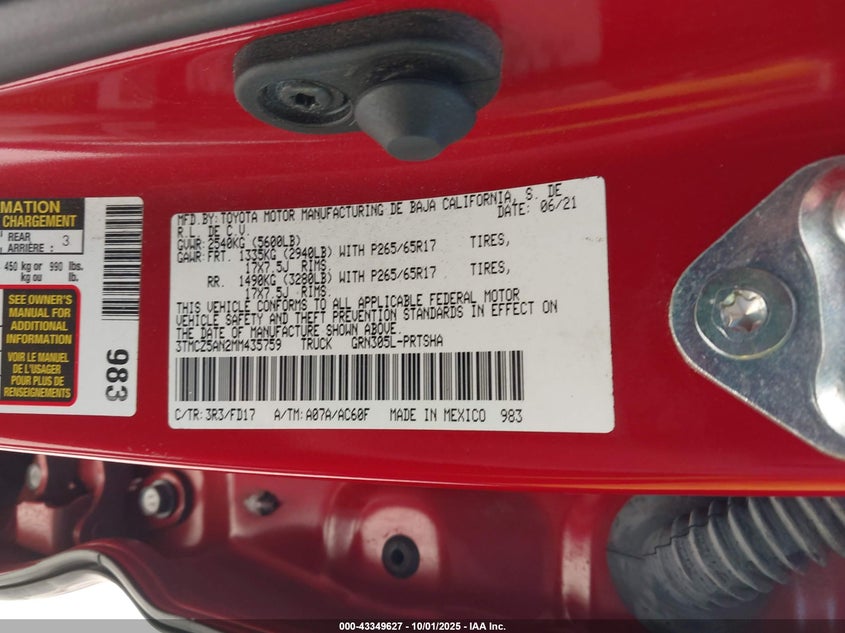 MATION
CHARGEMENT
REAR
ARRIÈRE : 3
450 kg or 990 lbs.
kg ou lb.
SEE OWNER'S
MANUAL FOR
ADDITIONAL
INFORMATION
VOIR LE MANUEL
DE L'USAGER
POUR PLUS DE
RENSEIGNEMENTS
983
MFD.BY:TOYOTA MOTOR MANUFACTURING DE BAJA CALIFORNIA, S. DE
R.L. DE C.V. DATE: 06/21
GVWR:2540KG (5600LB)
GAWR:FRT. 1335KG (2940LB) WITH P265/65R17 TIRES,
17X7.5J RIMS,
RR. 1490KG (3280LB) WITH P265/65R17 TIRES,
17X7.5J RIMS
THIS VEHICLE CONFORMS TO ALL APPLICABLE FEDERAL MOTOR
VEHICLE SAFETY AND THEFT PREVENTION STANDARDS IN EFFECT ON
THE DATE OF MANUFACTURE SHOWN ABOVE.
3TMCZ5AN2MM435759 TRUCK GRN305L-PRTSHA
C/TR:3R3/FD17 A/TM:A07A/AC60F MADE IN MEXICO 983
000-43349627 - 10/01/2025 - IAA Inc.